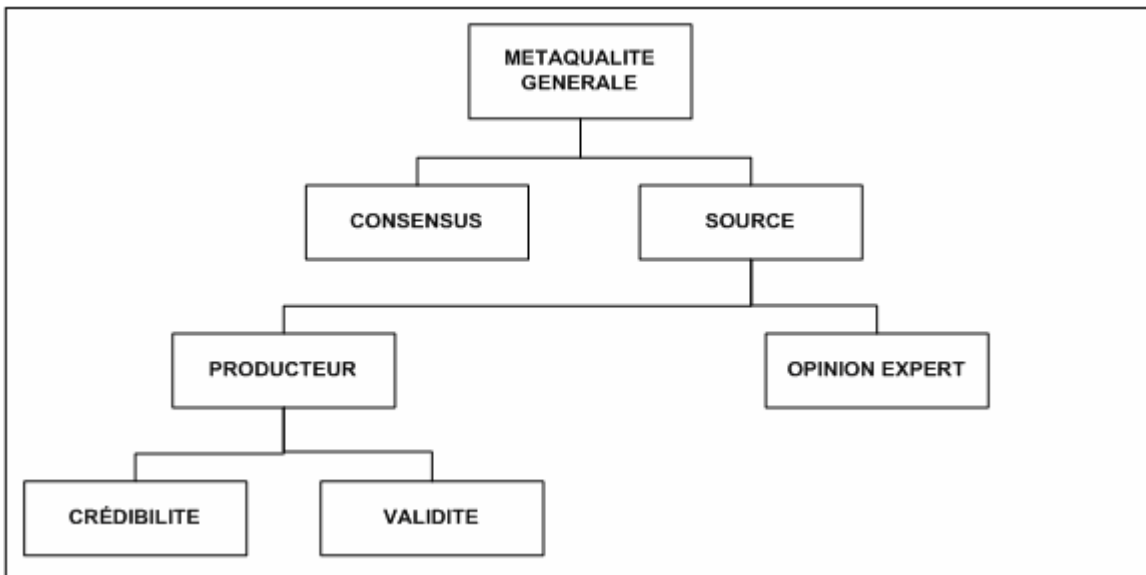 METAQUALITE
GENERALE
CONSENSUS
SOURCE
PRODUCTEUR
OPINION EXPERT
CRÉDIBILITE
VALIDITE